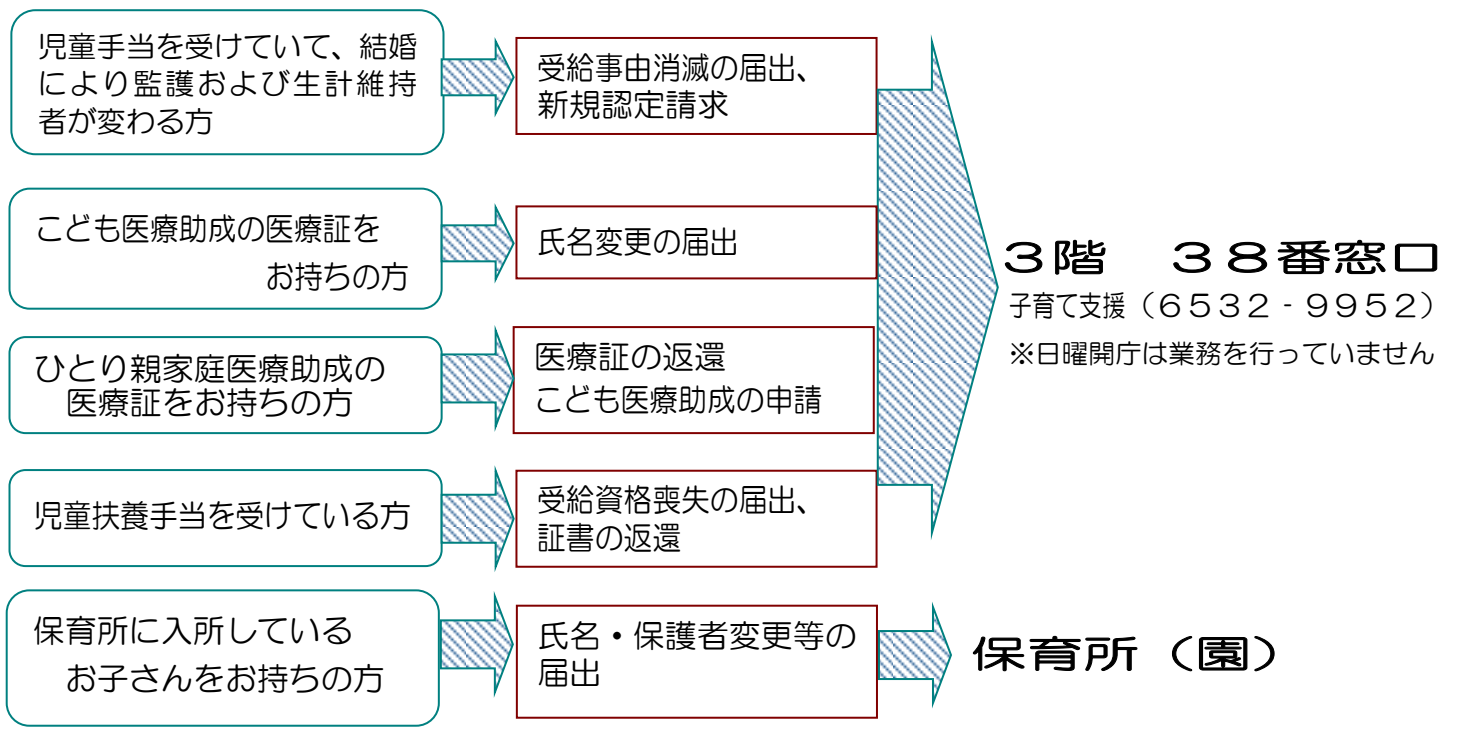 児童手当を受けていて、結婚
により監護および生計維持
者が変わる方
受給事由消滅の届出、
新規認定請求
こども医療助成の医療証を
お持ちの方
氏名変更の届出
ひとり親家庭医療助成の
医療証をお持ちの方
医療証の返還
こども医療助成の申請
児童扶養手当を受けている方
受給資格喪失の届出、
証書の返還
3階　38番窓口
子育て支援（6532‐9952）
※日曜開庁は業務を行っていません
保育所に入所している
お子さんをお持ちの方
氏名・保護者変更等の
届出
保育所（園）